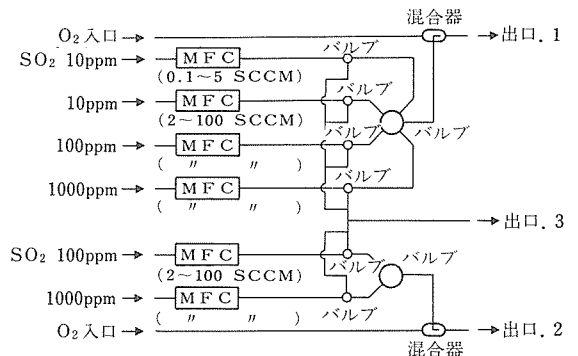 混合器
O₂ 入口 出口. 1
SO₂ 10ppm MFC バルブ
(0.1~5 SCCM) バルブ
10ppm MFC
(2~100 SCCM) バルブ バルブ
100ppm MFC
( 〃 〃 ) バルブ
1000ppm MFC
( 〃 〃 )
出口. 3
SO₂ 100ppm MFC
(2~100 SCCM) バルブ バルブ
1000ppm MFC
( 〃 〃 ) バルブ
O₂ 入口 出口. 2
混合器